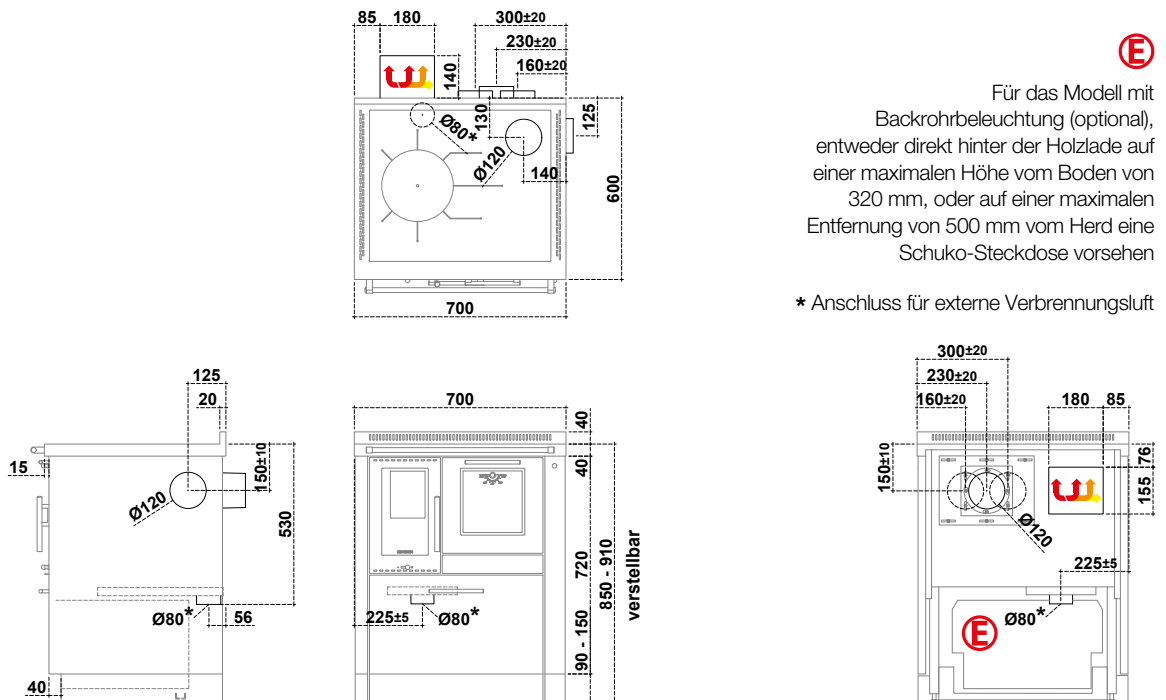 85 180 300±20
230±20
160±20
140
Ø80*
130
125
Ø120
140
600
700
E
Für das Modell mit
Backrohrbeleuchtung (optional),
entweder direkt hinter der Holzlade auf
einer maximalen Höhe vom Boden von
320 mm, oder auf einer maximalen
Entfernung von 500 mm vom Herd eine
Schuko-Steckdose vorsehen
* Anschluss für externe Verbrennungsluft
125
20
15
150±10
Ø120
530
Ø80*
56
40
700
40
40
720
850 - 910
verstellbar
90 - 150
225±5
Ø80*
300±20
230±20
160±20
180 85
150±10
76
155
Ø120
225±5
Ø80*
E